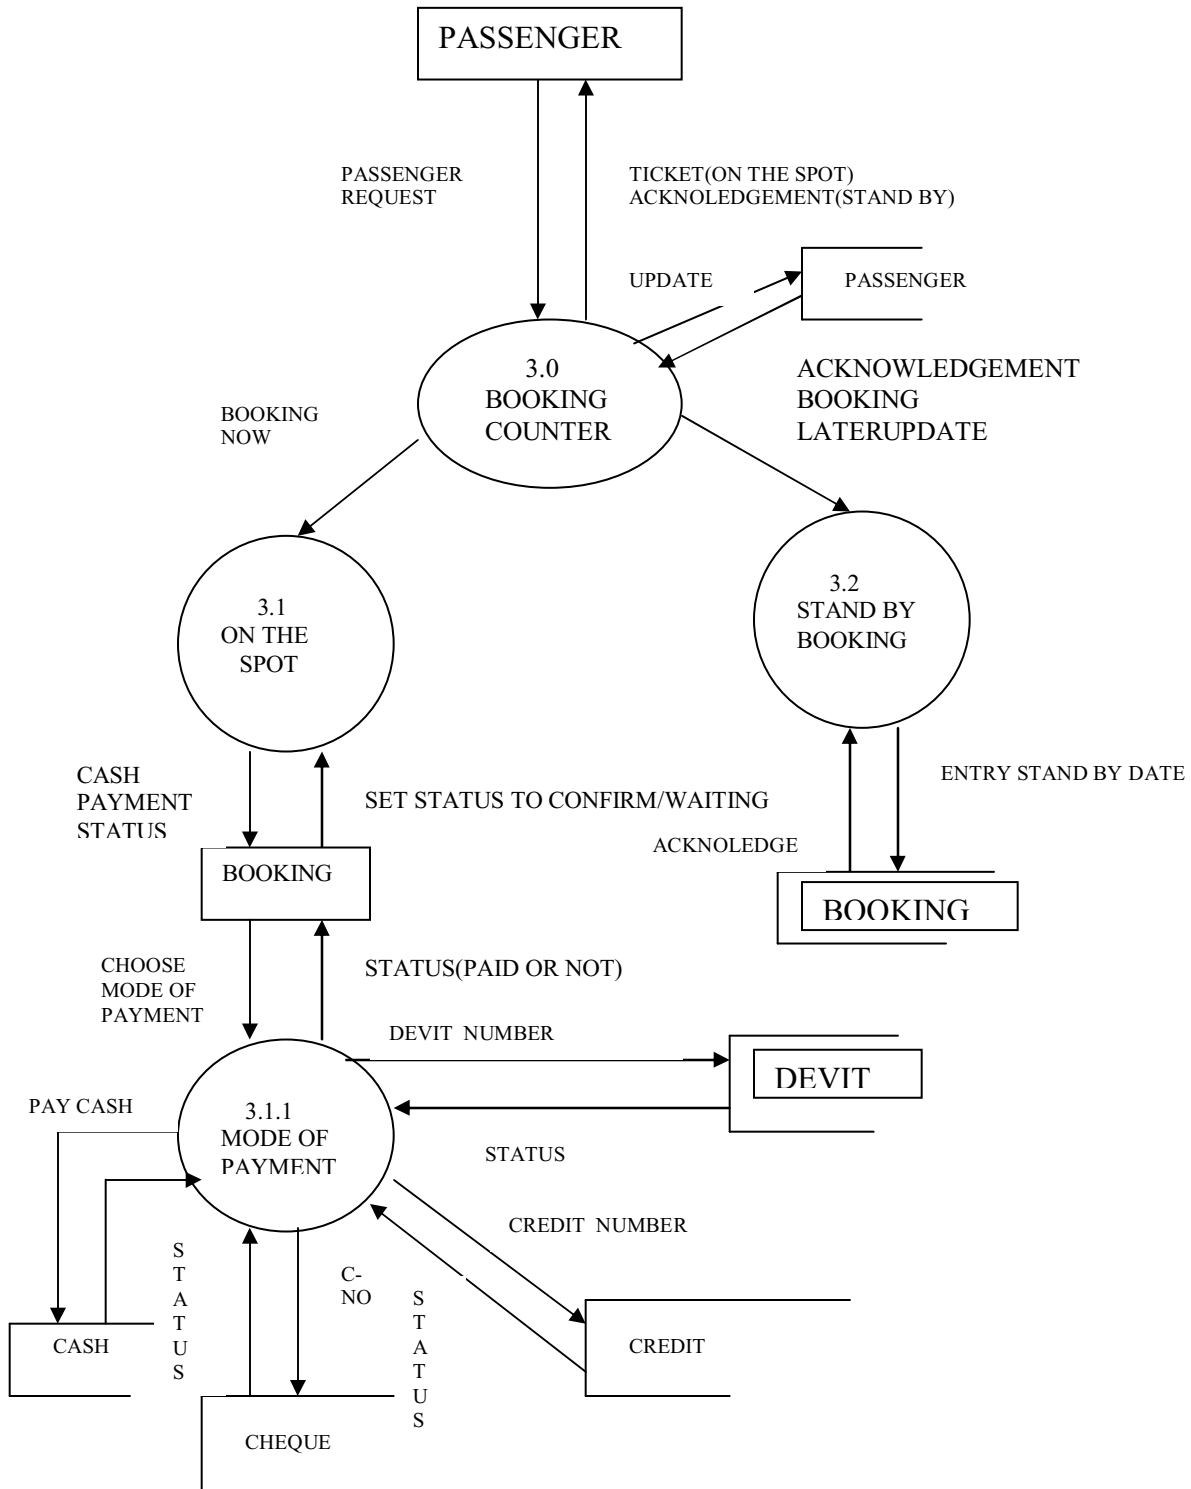 PASSENGER
PASSENGER
REQUEST
TICKET(ON THE SPOT)
ACKNOLEDGEMENT(STAND BY)
UPDATE
PASSENGER
3.0
BOOKING
COUNTER
ACKNOWLEDGEMENT
BOOKING
LATERUPDATE
BOOKING
NOW
3.1
ON THE
SPOT
3.2
STAND BY
BOOKING
CASH
PAYMENT
STATUS
SET STATUS TO CONFIRM/WAITING
ENTRY STAND BY DATE
ACKNOLEDGE
BOOKING
BOOKING
CHOOSE
MODE OF
PAYMENT
STATUS(PAID OR NOT)
DEVIT NUMBER
DEVIT
PAY CASH
3.1.1
MODE OF
PAYMENT
STATUS
CREDIT NUMBER
STATUS
C-
NO
STATUS
CASH
CREDIT
CHEQUE